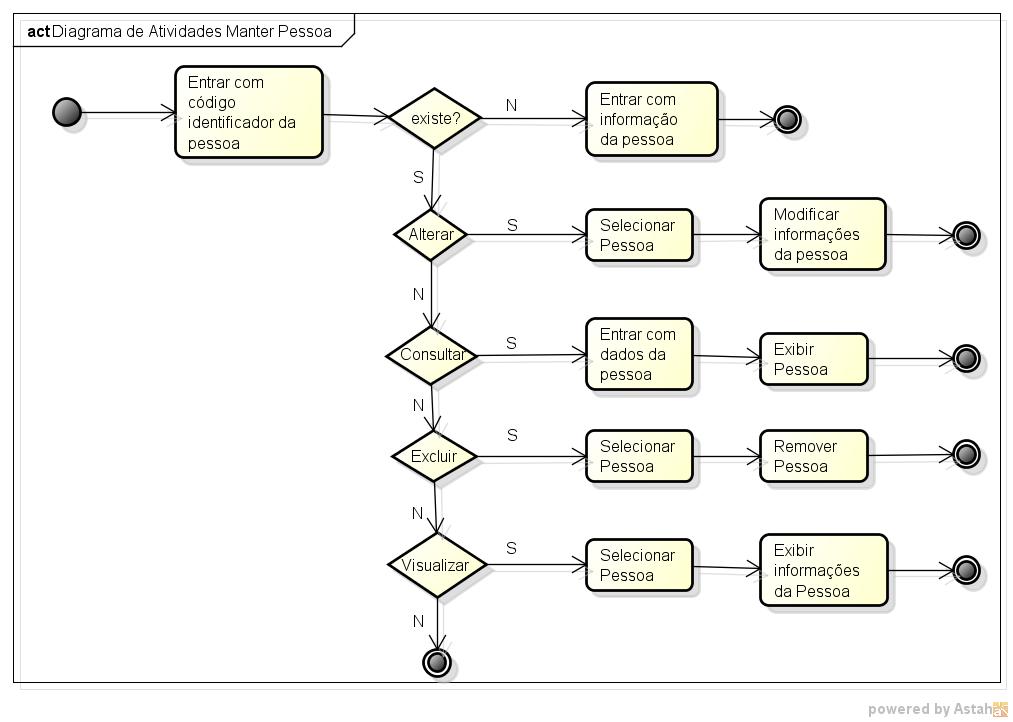 act Diagrama de Atividades Manter Pessoa
Entrar com
código
identificador da
pessoa
existe?
N
Entrar com
informação
da pessoa
S
Alterar
S
Selecionar
Pessoa
Modificar
informações
da pessoa
N
Consultar
S
Entrar com
dados da
pessoa
Exibir
Pessoa
N
Excluir
S
Selecionar
Pessoa
Remover
Pessoa
N
Visualizar
S
Selecionar
Pessoa
Exibir
informações
da Pessoa
N
powered by Astah